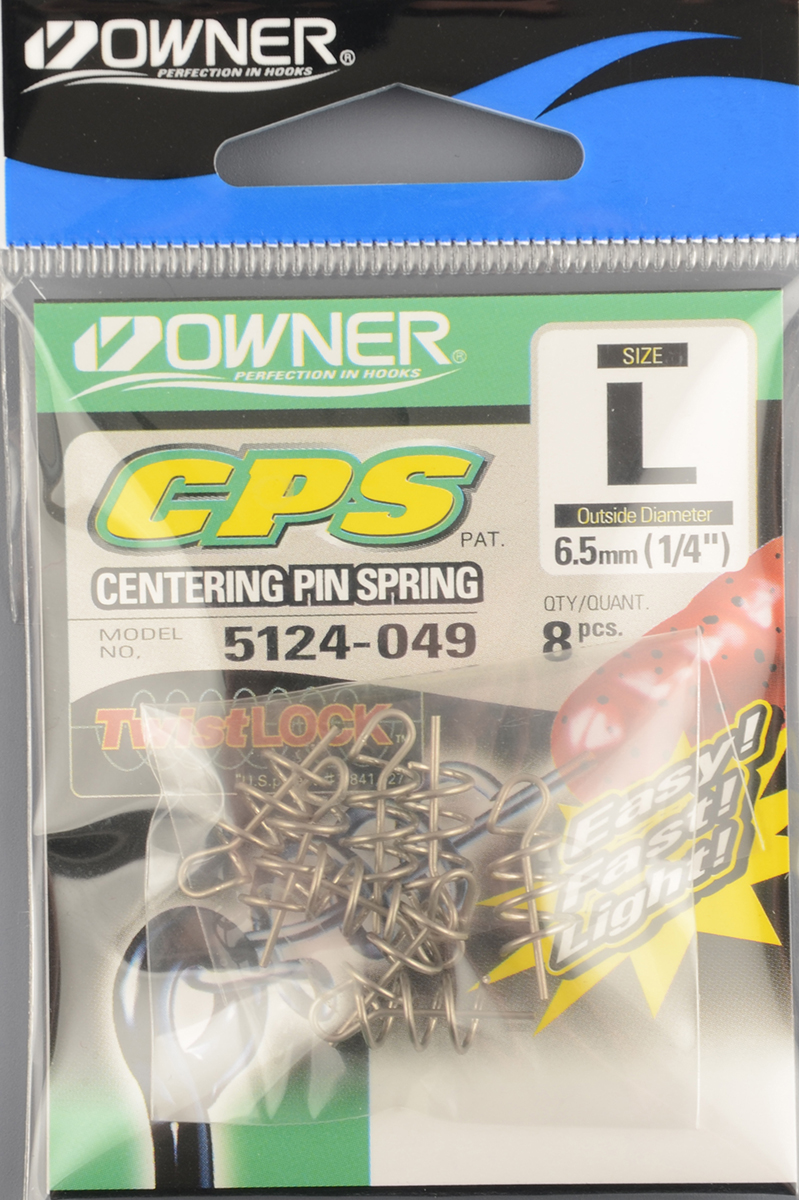 OWNER®
PERFECTION IN HOOKS
OWNER®
PERFECTION IN HOOKS
SIZE
L
Outside Diameter
6.5mm (1/4")
CPS
PAT.
CENTERING PIN SPRING
MODEL NO. 5124-049
QTY/QUANT.
8 pcs.
TwistLOCK™
Easy!
Fast!
Light!